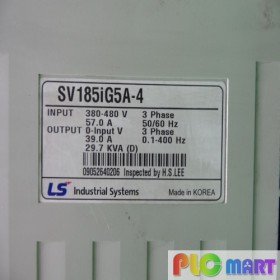 SV185iG5A-4
INPUT 380-480 V 3 Phase
57.0 A 50/60 Hz
OUTPUT 0-Input V 3 Phase
39.0 A 0.1-400 Hz
29.7 KVA (D)
09052640206 Inspected by H.S.LEE
LS Industrial Systems Made in KOREA
PLC MART